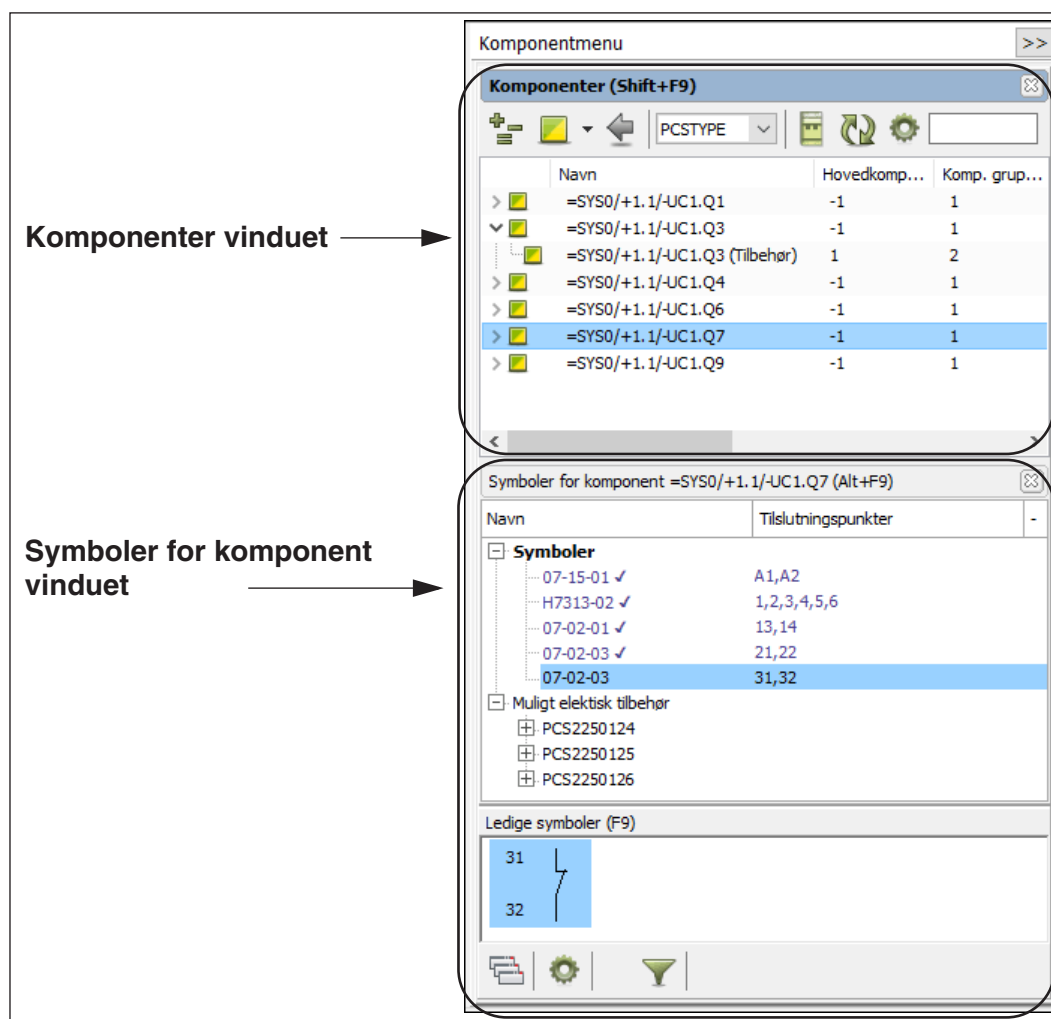 Komponentmenu >>
Komponenter (Shift+F9)
PCSTYPE
Navn Hovedkomp... Komp. grup...
=SYS0/+1.1/-UC1.Q1 -1 1
Komponenter vinduet
=SYS0/+1.1/-UC1.Q3 -1 1
=SYS0/+1.1/-UC1.Q3 (Tilbehør) 1 2
=SYS0/+1.1/-UC1.Q4 -1 1
=SYS0/+1.1/-UC1.Q6 -1 1
=SYS0/+1.1/-UC1.Q7 -1 1
=SYS0/+1.1/-UC1.Q9 -1 1
Symboler for komponent =SYS0/+1.1/-UC1.Q7 (Alt+F9)
Navn Tilslutningspunkter -
Symboler for komponent
vinduet
Symboler
07-15-01 ✓ A1,A2
H7313-02 ✓ 1,2,3,4,5,6
07-02-01 ✓ 13,14
07-02-03 ✓ 21,22
07-02-03 31,32
Muligt elektisk tilbehør
PCS2250124
PCS2250125
PCS2250126
Ledige symboler (F9)
31
32